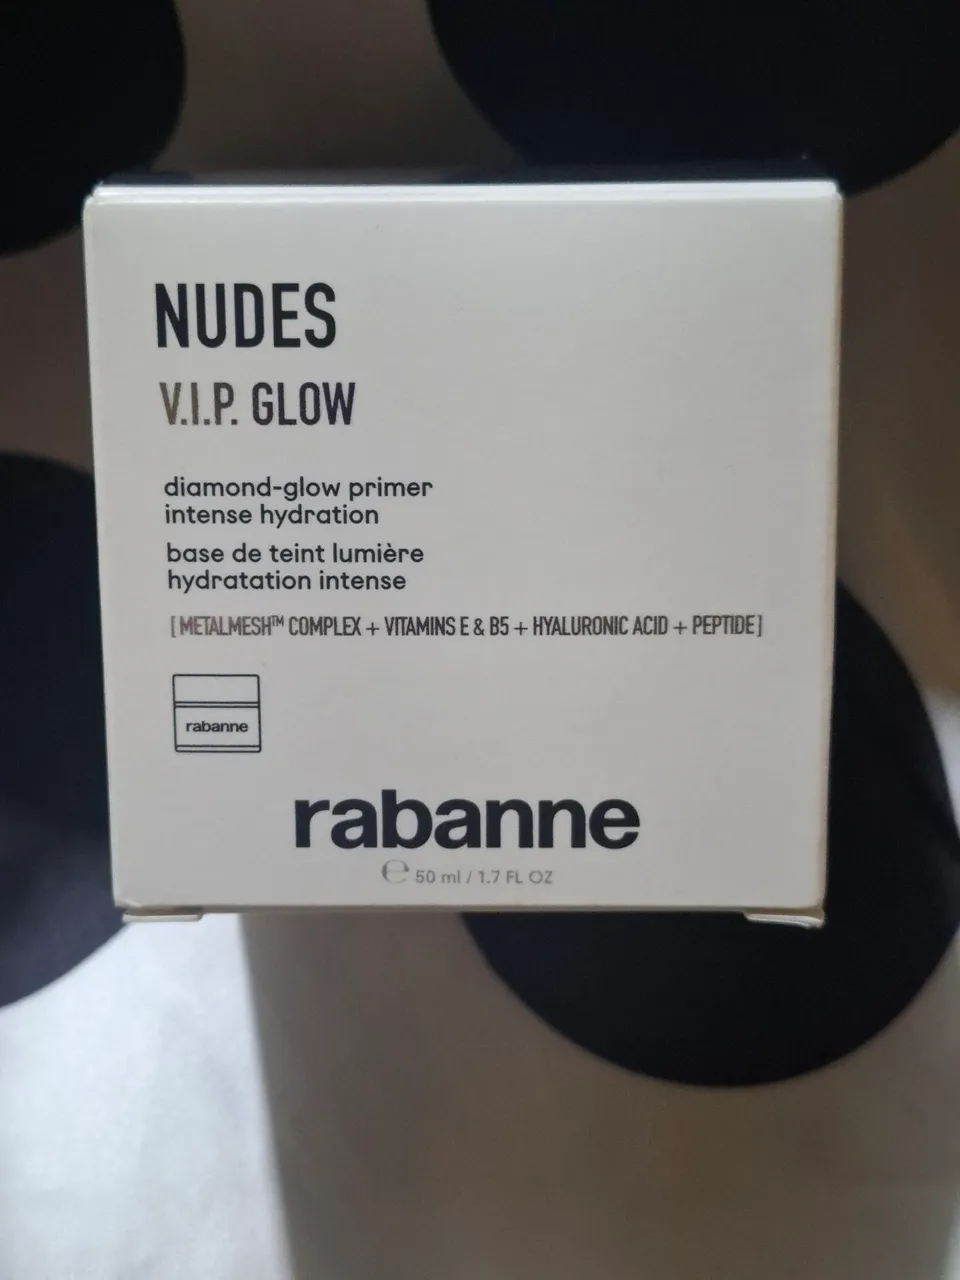 NUDES
V.I.P. GLOW
diamond-glow primer
intense hydration
base de teint lumière
hydratation intense
[METALMESH™ COMPLEX + VITAMINS E & B5 + HYALURONIC ACID + PEPTIDE]
rabanne
rabanne
℮ 50 ml / 1.7 FL OZ